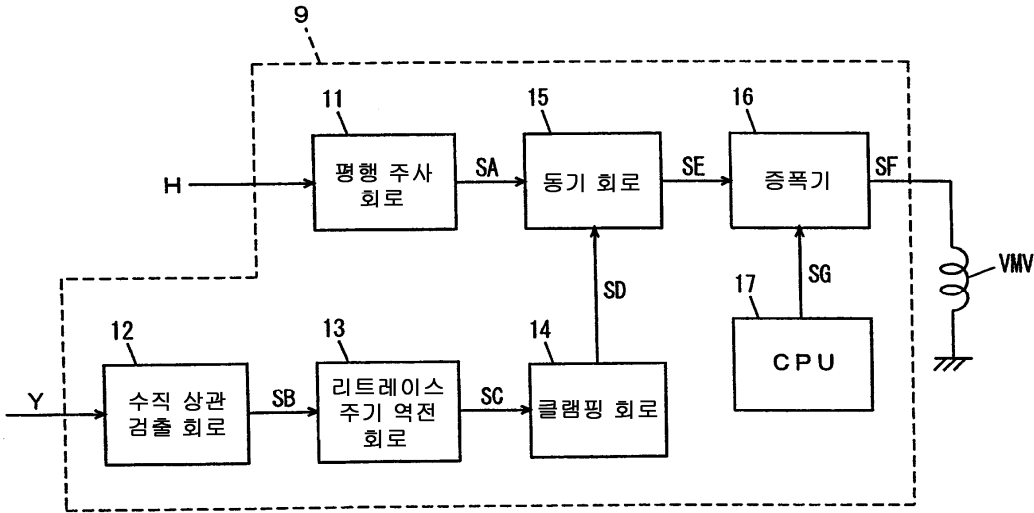 9
11
15
16
H
평행 주사
회로
SA
동기 회로
SE
증폭기
SF
VMV
SD
SG
17
CPU
12
13
14
Y
수직 상관
검출 회로
SB
리트레이스
주기 역전
회로
SC
클램핑 회로